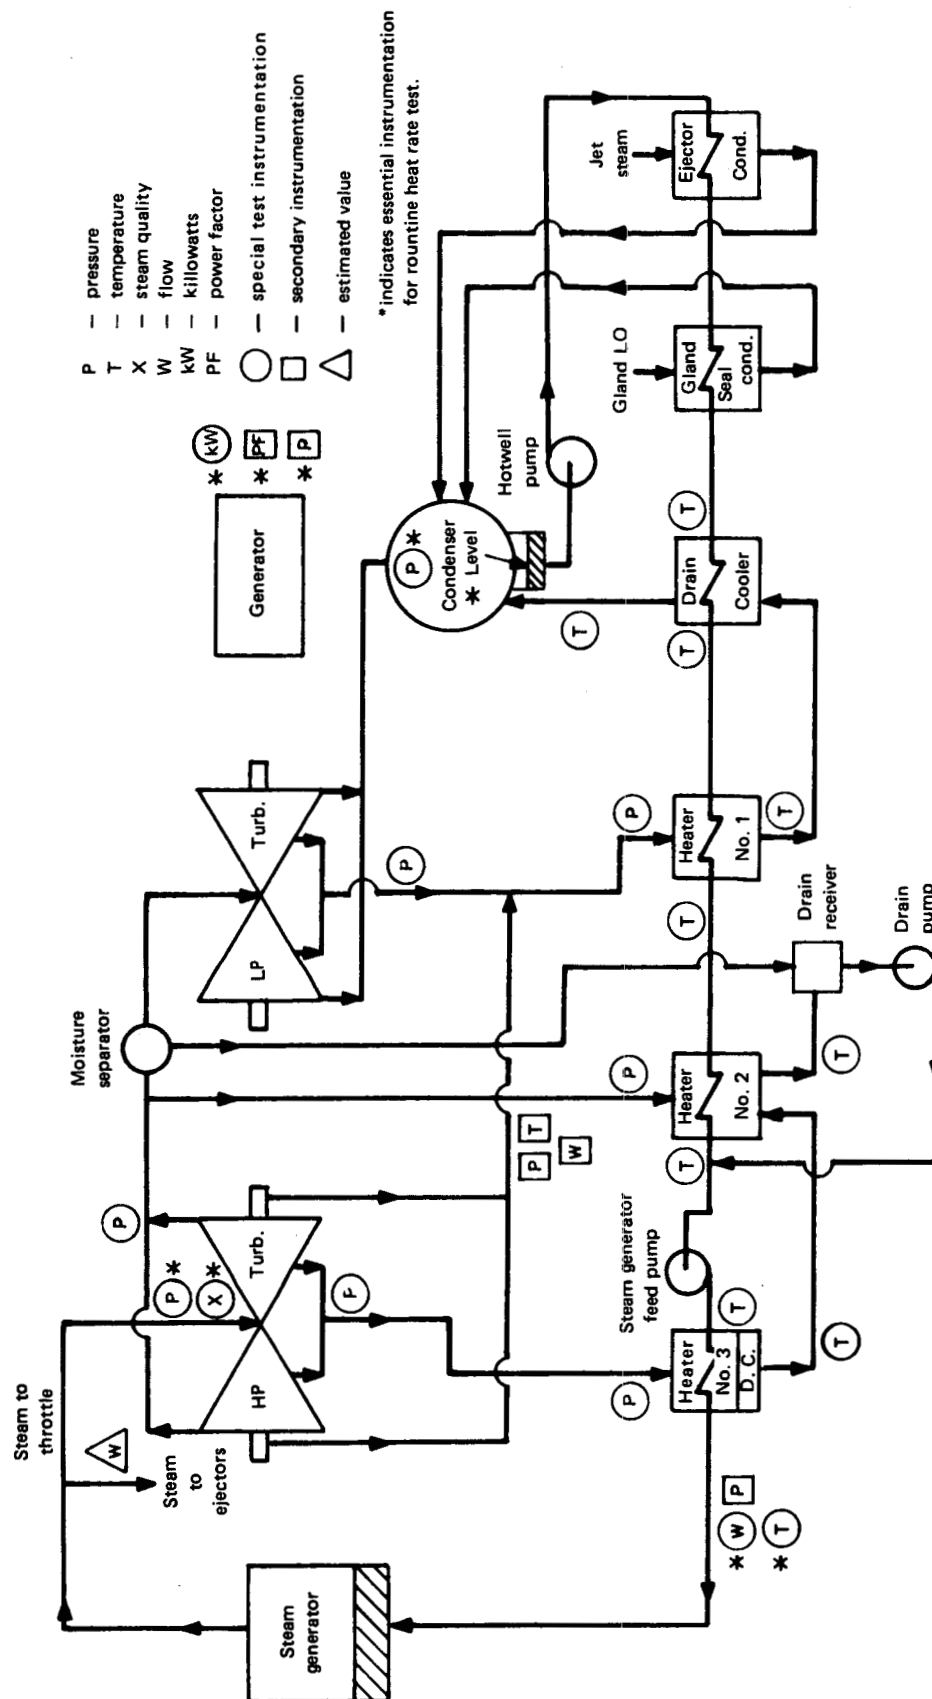 P — pressure
T — temperature
X — steam quality
W — flow
kW — killowatts
PF — power factor
— special test instrumentation
— secondary instrumentation
— estimated value
*indicates essential instrumentation
for rountine heat rate test.
Steam
generator
Steam to
throttle
W
Steam
to
ejectors
HP
Turb.
P*
X*
P
P
Moisture
separator
LP
Turb.
P
Generator
* kW
* PF
* P
P*
Condenser
* Level
Hotwell
pump
P
T
W
* W
P
* T
P
Heater
No. 3
D. C.
T
T
Steam generator
feed pump
T
P
Heater
No. 2
T
Drain
receiver
Drain
pump
T
P
Heater
No. 1
T
T
T
Drain
Cooler
T
Gland LO
Gland
Seal
cond.
Jet
steam
Ejector
Cond.